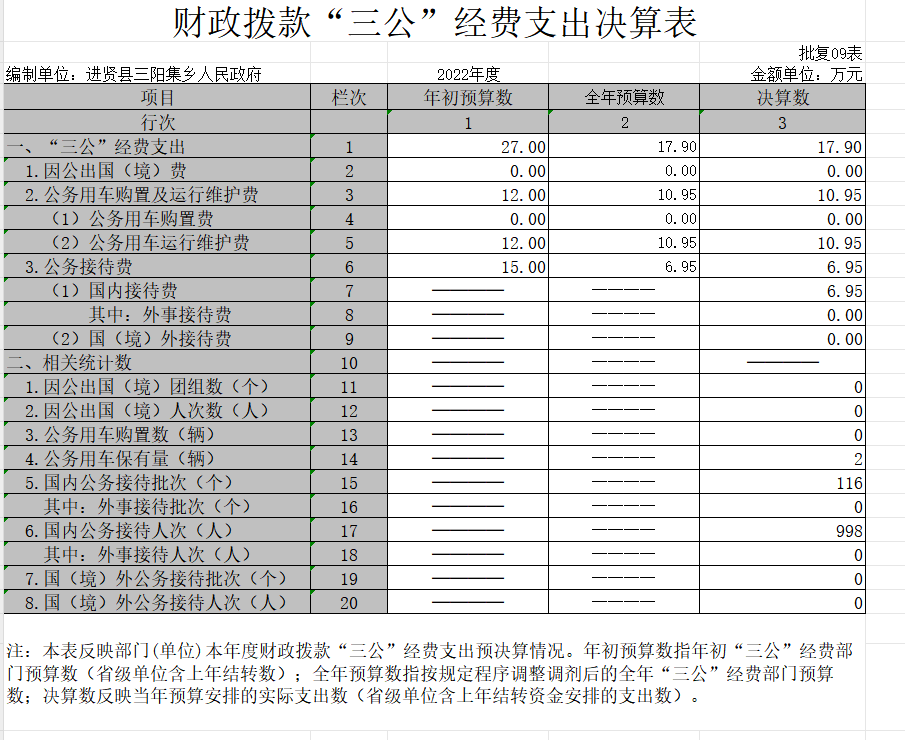 财政拨款“三公”经费支出决算表
批复09表
编制单位：进贤县三阳集乡人民政府 2022年度 金额单位：万元
项目 栏次 年初预算数 全年预算数 决算数
行次 1 2 3
一、“三公”经费支出 1 27.00 17.90 17.90
1.因公出国（境）费 2 0.00 0.00 0.00
2.公务用车购置及运行维护费 3 12.00 10.95 10.95
（1）公务用车购置费 4 0.00 0.00 0.00
（2）公务用车运行维护费 5 12.00 10.95 10.95
3.公务接待费 6 15.00 6.95 6.95
（1）国内接待费 7 ———— ———— 6.95
其中：外事接待费 8 ———— ———— 0.00
（2）国（境）外接待费 9 ———— ———— 0.00
二、相关统计数 10 ———— ———— ————
1.因公出国（境）团组数（个） 11 ———— ———— 0
2.因公出国（境）人次数（人） 12 ———— ———— 0
3.公务用车购置数（辆） 13 ———— ———— 0
4.公务用车保有量（辆） 14 ———— ———— 2
5.国内公务接待批次（个） 15 ———— ———— 116
其中：外事接待批次（个） 16 ———— ———— 0
6.国内公务接待人次（人） 17 ———— ———— 998
其中：外事接待人次（人） 18 ———— ———— 0
7.国（境）外公务接待批次（个） 19 ———— ———— 0
8.国（境）外公务接待人次（人） 20 ———— ———— 0
注：本表反映部门(单位)本年度财政拨款“三公”经费支出预决算情况。年初预算数指年初“三公”经费部
门预算数（省级单位含上年结转数）；全年预算数指按规定程序调整调剂后的全年“三公”经费部门预算
数；决算数反映当年预算安排的实际支出数（省级单位含上年结转资金安排的支出数）。